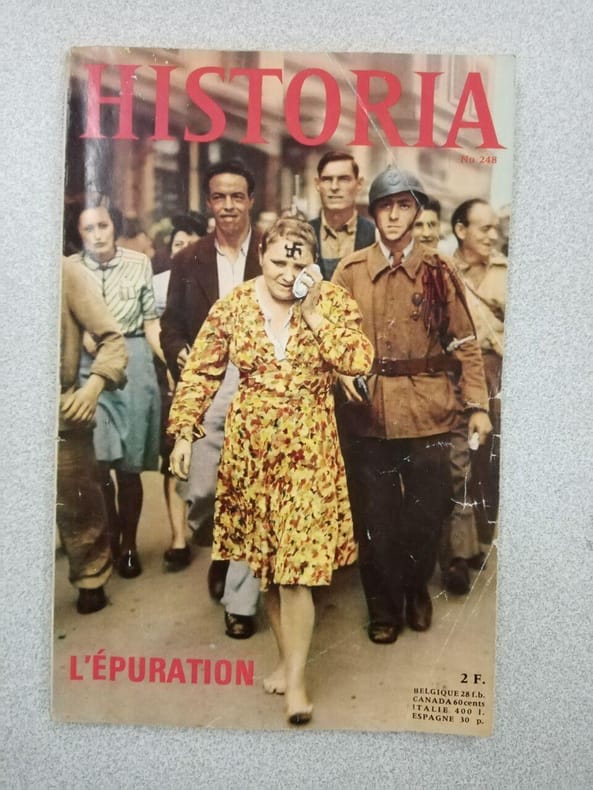 HISTORIA
No 248
L'ÉPURATION
2 F.
BELGIQUE 28 f.b.
CANADA 60 cents
ITALIE 400 l.
ESPAGNE 30 p.